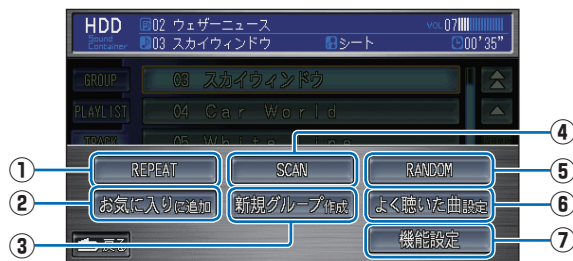 HDD 02 ウェザーニュース VOL 07
Sound Container 03 スカイウィンドウ シート 00'35"
GROUP 03 スカイウィンドウ
PLAYLIST 04 Car World
TRACK 05 White
④
① REPEAT SCAN RANDOM ⑤
② お気に入りに追加 新規グループ作成 よく聴いた曲設定 ⑥
③ 戻る 機能設定 ⑦